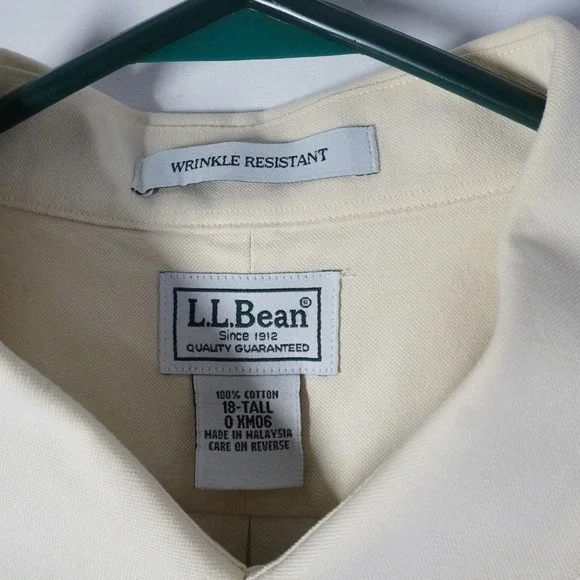 WRINKLE RESISTANT
L.L.Bean®
Since 1912
QUALITY GUARANTEED
100% COTTON
18-TALL
0 XM06
MADE IN MALAYSIA
CARE ON REVERSE